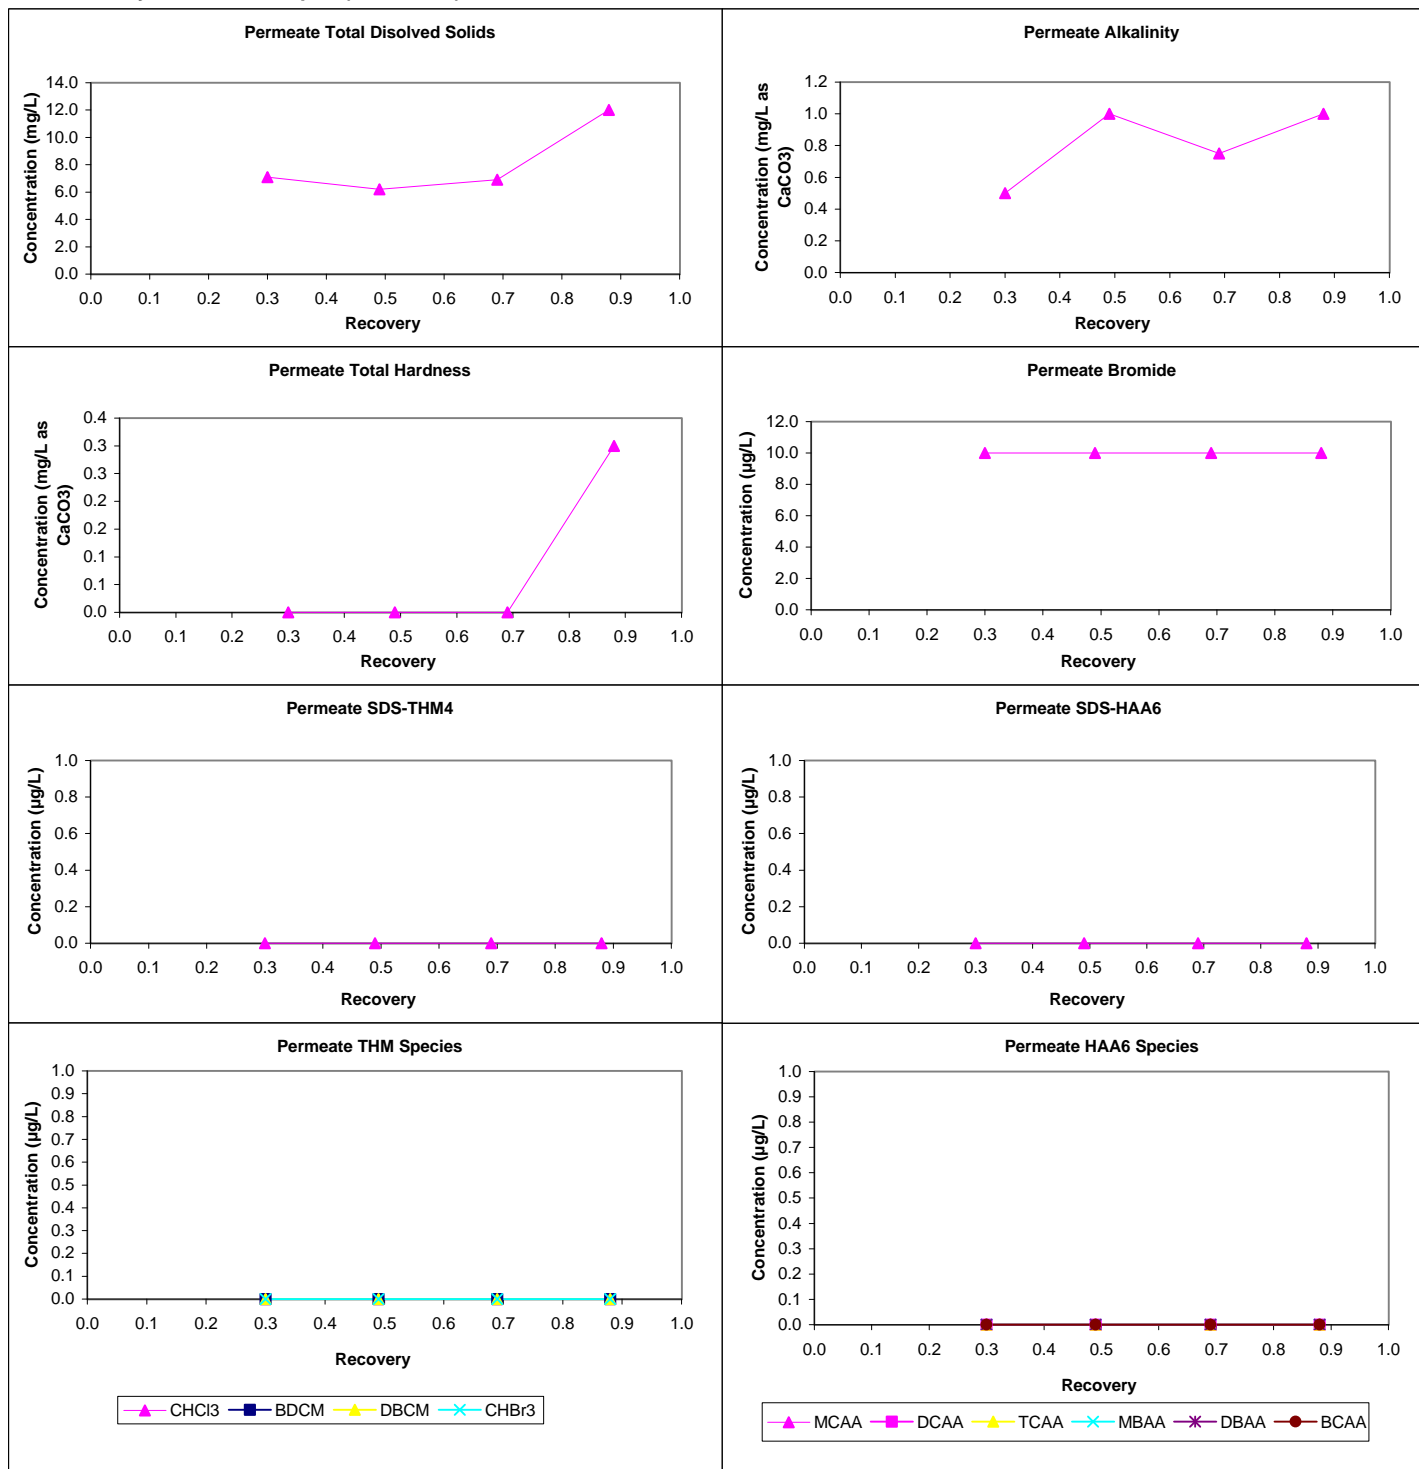 Permeate Total Disolved Solids
Concentration (mg/L)
14.0
12.0
10.0
8.0
6.0
4.0
2.0
0.0
0.0 0.1 0.2 0.3 0.4 0.5 0.6 0.7 0.8 0.9 1.0
Recovery
Permeate Alkalinity
Concentration (mg/L as
CaCO3)
1.2
1.0
0.8
0.6
0.4
0.2
0.0
0.0 0.1 0.2 0.3 0.4 0.5 0.6 0.7 0.8 0.9 1.0
Recovery
Permeate Total Hardness
Concentration (mg/L as
CaCO3)
0.4
0.3
0.3
0.2
0.2
0.1
0.1
0.0
0.0 0.1 0.2 0.3 0.4 0.5 0.6 0.7 0.8 0.9 1.0
Recovery
Permeate Bromide
Concentration (µg/L)
12.0
10.0
8.0
6.0
4.0
2.0
0.0
0.0 0.1 0.2 0.3 0.4 0.5 0.6 0.7 0.8 0.9 1.0
Recovery
Permeate SDS-THM4
Concentration (µg/L)
1.0
0.8
0.6
0.4
0.2
0.0
0.0 0.1 0.2 0.3 0.4 0.5 0.6 0.7 0.8 0.9 1.0
Recovery
Permeate SDS-HAA6
Concentration (µg/L)
1.0
0.8
0.6
0.4
0.2
0.0
0.0 0.1 0.2 0.3 0.4 0.5 0.6 0.7 0.8 0.9 1.0
Recovery
Permeate THM Species
Concentration (µg/L)
1.0
0.9
0.8
0.7
0.6
0.5
0.4
0.3
0.2
0.1
0.0
0.0 0.1 0.2 0.3 0.4 0.5 0.6 0.7 0.8 0.9 1.0
Recovery
CHCl3 BDCM DBCM CHBr3
Permeate HAA6 Species
Concentration (µg/L)
1.0
0.9
0.8
0.7
0.6
0.5
0.4
0.3
0.2
0.1
0.0
0.0 0.1 0.2 0.3 0.4 0.5 0.6 0.7 0.8 0.9 1.0
Recovery
MCAA DCAA TCAA MBAA DBAA BCAA